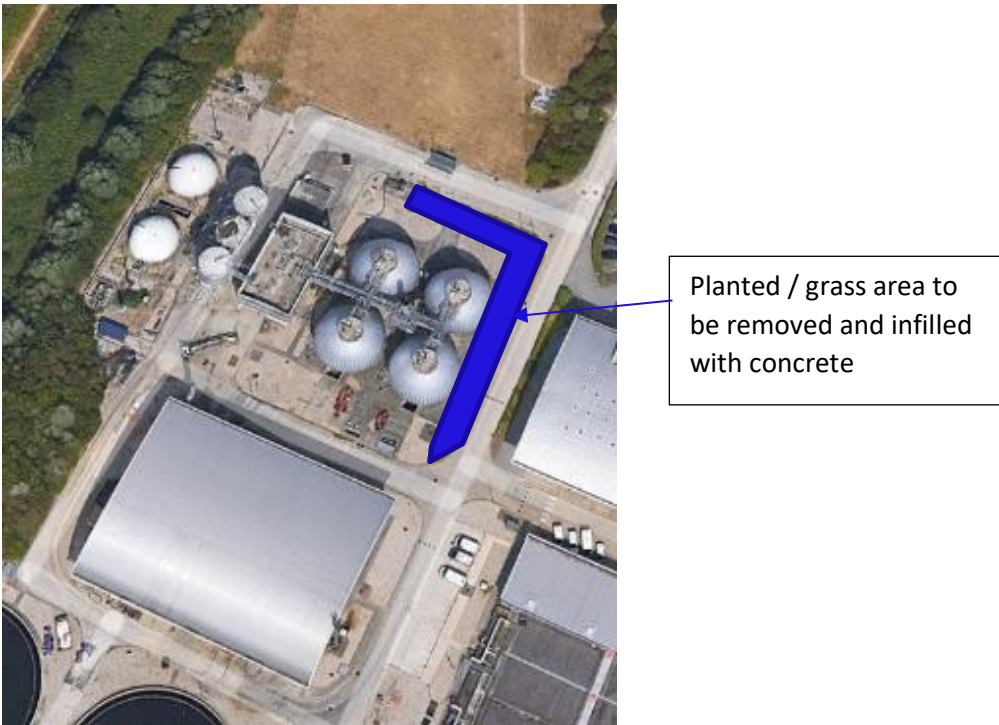 Planted / grass area to
be removed and infilled
with concrete